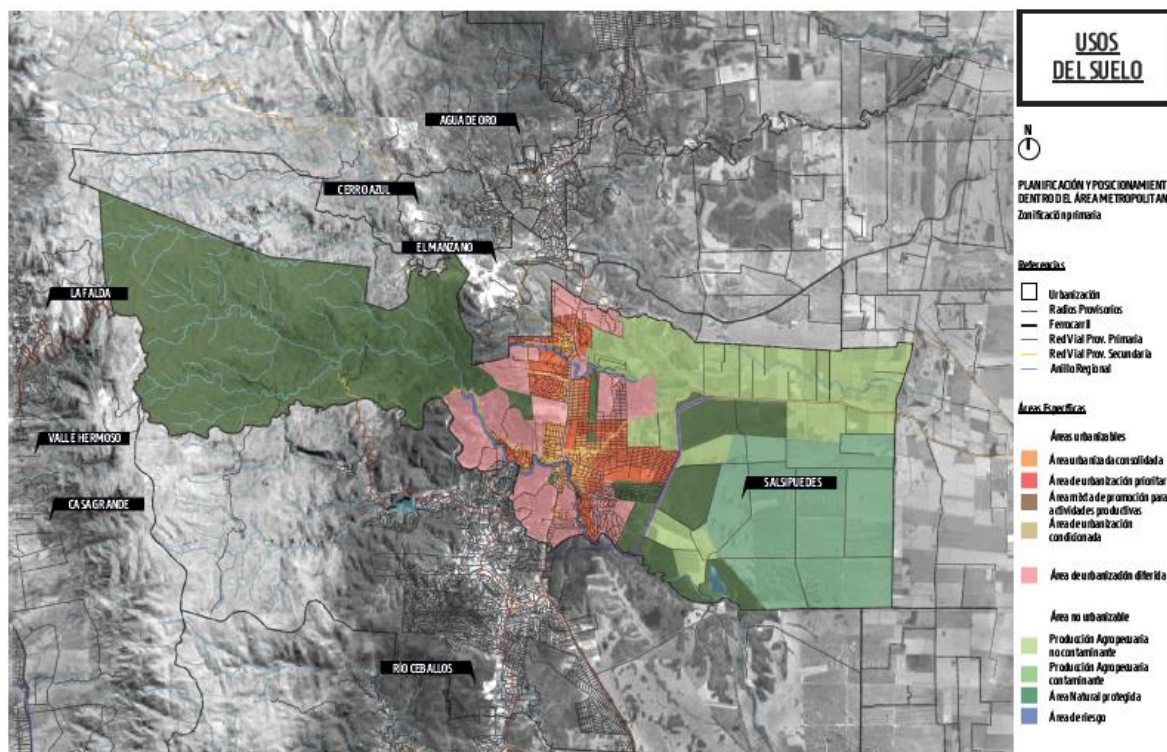 USOS
DEL SUELO
N
PLANIFICACIÓN Y POSICIONAMIENT
DENTRO DEL ÁREA METROPOLITAN
Zonificación primaria
Referencias
Urbanización
Radios Provisorios
Ferrocarril
Red Vial Prov. Primaria
Red Vial Prov. Secundaria
Anillo Regional
Áreas Específicas
Áreas urbanizables
Área urbanizada consolidada
Área de urbanización prioritar
Área mixta de promoción para
actividades productivas
Área de urbanización
condicionada
Área de urbanización diferida
Área no urbanizable
Producción Agropecuaria
no contaminante
Producción Agropecuaria
contaminante
Área Natural protegida
Área de riesgo
AGUA DE ORO
CERRO AZUL
EL MANZANO
LA FALDA
VALLE HERMOSO
CASA GRANDE
SALSIPUEDES
RÍO CEBALLOS